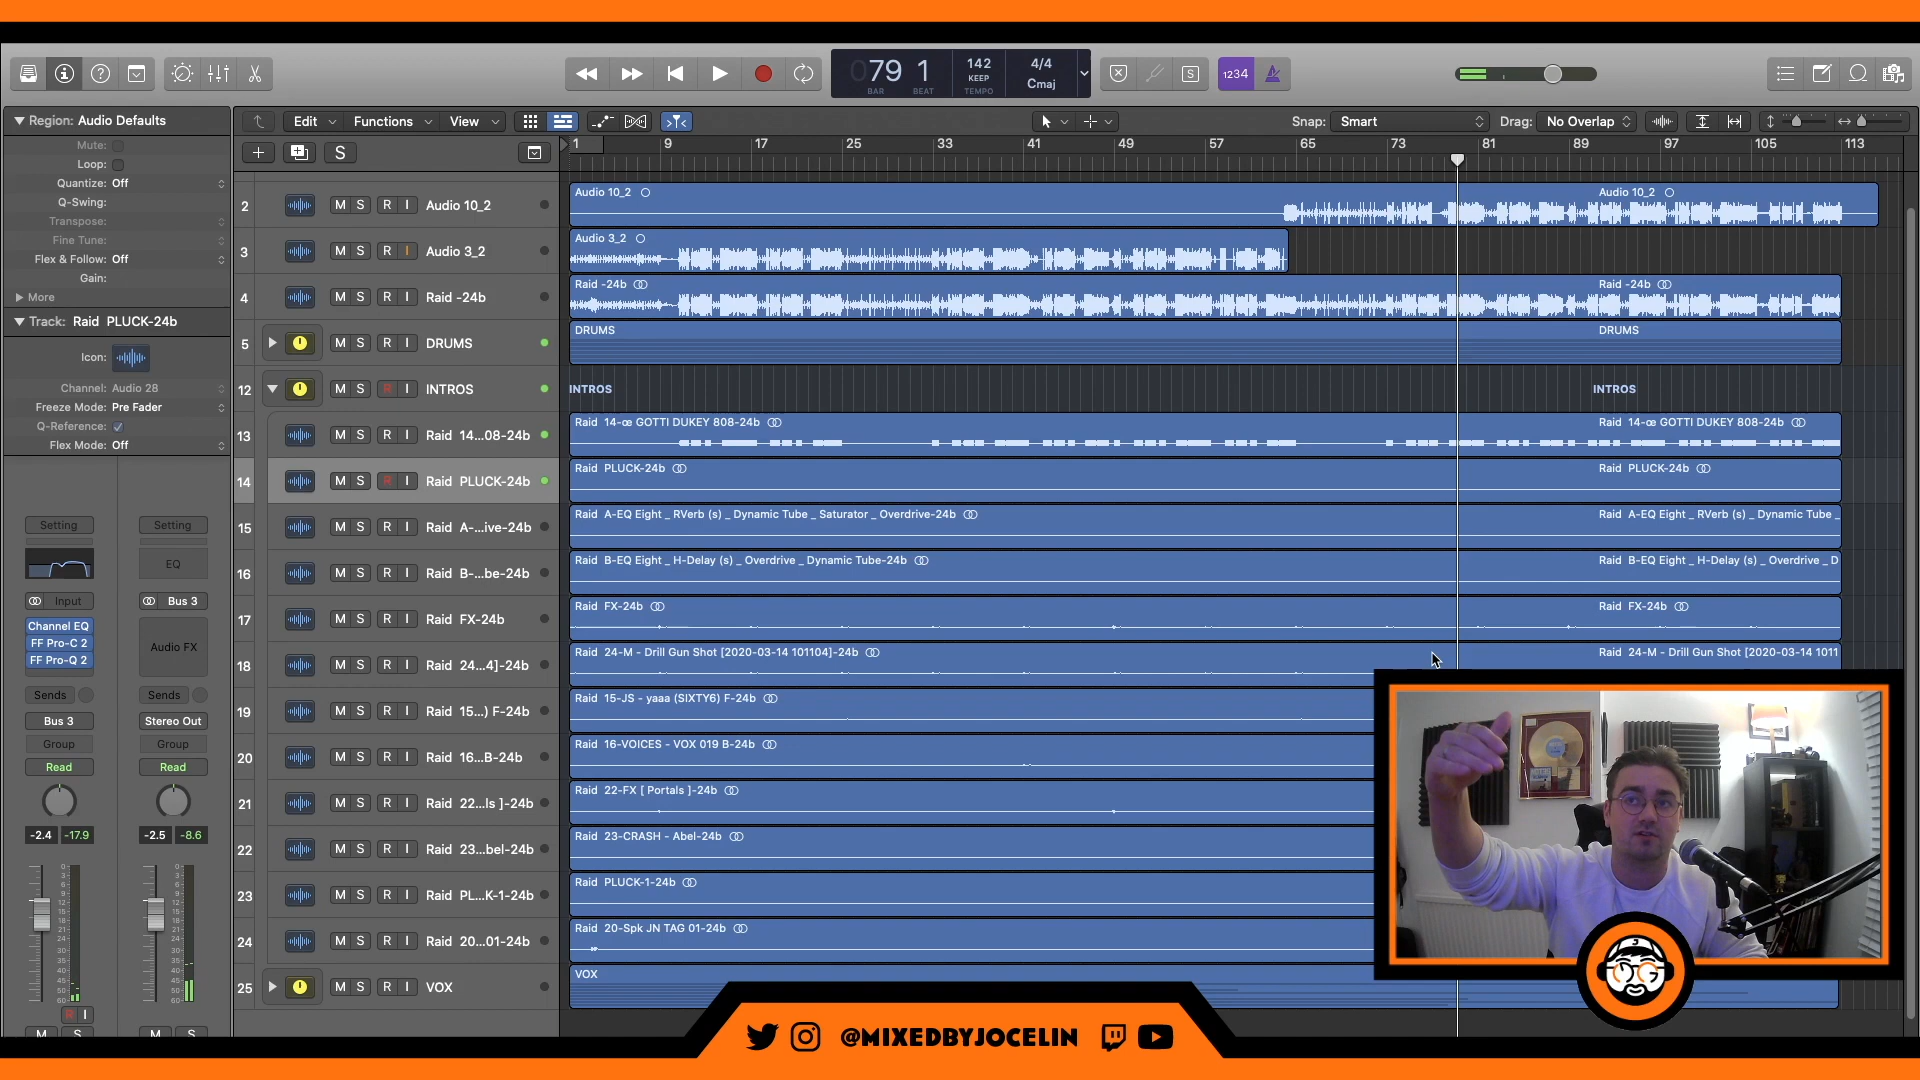 079 1
BAR BEAT
142
KEEP
TEMPO
4/4
Cmaj
S
1234
Region: Audio Defaults
Mute:
Loop:
Quantize: Off
Q-Swing:
Transpose:
Fine Tune:
Flex & Follow: Off
Gain:
More
Track: Raid PLUCK-24b
Icon:
Channel: Audio 28
Freeze Mode: Pre Fader
Q-Reference:
Flex Mode: Off
Setting Setting
EQ
Input Bus 3
Channel EQ
FF Pro-C 2
FF Pro-Q 2
Audio FX
Sends Sends
Bus 3 Stereo Out
Group Group
Read Read
-2.4 -17.9 -2.5 -8.6
R I
M S M S
Edit Functions View
Snap: Smart Drag: No Overlap
S
1 9 17 25 33 41 49 57 65 73 81 89 97 105 113
2 M S R I Audio 10_2
3 M S R I Audio 3_2
4 M S R I Raid -24b
5 M S R I DRUMS
12 M S R I INTROS
13 M S R I Raid 14...08-24b
14 M S R I Raid PLUCK-24b
15 M S R I Raid A-...ive-24b
16 M S R I Raid B-...be-24b
17 M S R I Raid FX-24b
18 M S R I Raid 24...4]-24b
19 M S R I Raid 15...) F-24b
20 M S R I Raid 16...B-24b
21 M S R I Raid 22...ls ]-24b
22 M S R I Raid 23...bel-24b
23 M S R I Raid PL...K-1-24b
24 M S R I Raid 20...01-24b
25 M S R I VOX
Audio 10_2 Audio 10_2
Audio 3_2
Raid -24b Raid -24b
DRUMS DRUMS
INTROS INTROS
Raid 14-œ GOTTI DUKEY 808-24b Raid 14-œ GOTTI DUKEY 808-24b
Raid PLUCK-24b Raid PLUCK-24b
Raid A-EQ Eight _ RVerb (s) _ Dynamic Tube _ Saturator _ Overdrive-24b Raid A-EQ Eight _ RVerb (s) _ Dynamic Tube _
Raid B-EQ Eight _ H-Delay (s) _ Overdrive _ Dynamic Tube-24b Raid B-EQ Eight _ H-Delay (s) _ Overdrive _ D
Raid FX-24b Raid FX-24b
Raid 24-M - Drill Gun Shot [2020-03-14 101104]-24b Raid 24-M - Drill Gun Shot [2020-03-14 1011
Raid 15-JS - yaaa (SIXTY6) F-24b
Raid 16-VOICES - VOX 019 B-24b
Raid 22-FX [ Portals ]-24b
Raid 23-CRASH - Abel-24b
Raid PLUCK-1-24b
Raid 20-Spk JN TAG 01-24b
VOX
@MIXEDBYJOCELIN